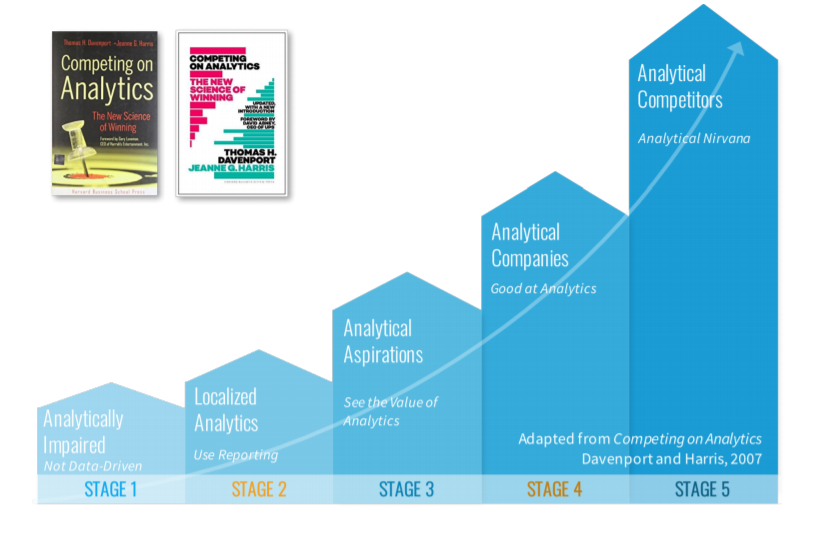 Thomas H. Davenport • Jeanne G. Harris
Competing on
Analytics
The New Science
of Winning
Harvard Business School Press
COMPETING
ON ANALYTICS
THE NEW
SCIENCE OF
WINNING
UPDATED,
WITH A NEW
INTRODUCTION
FOREWORD BY
DAVID ABNEY,
CEO OF UPS
THOMAS H.
DAVENPORT
JEANNE G. HARRIS
Analytical
Competitors
Analytical Nirvana
Analytical
Companies
Good at Analytics
Analytical
Aspirations
See the Value of
Analytics
Localized
Analytics
Use Reporting
Analytically
Impaired
Not Data-Driven
Adapted from Competing on Analytics
Davenport and Harris, 2007
STAGE 1
STAGE 2
STAGE 3
STAGE 4
STAGE 5